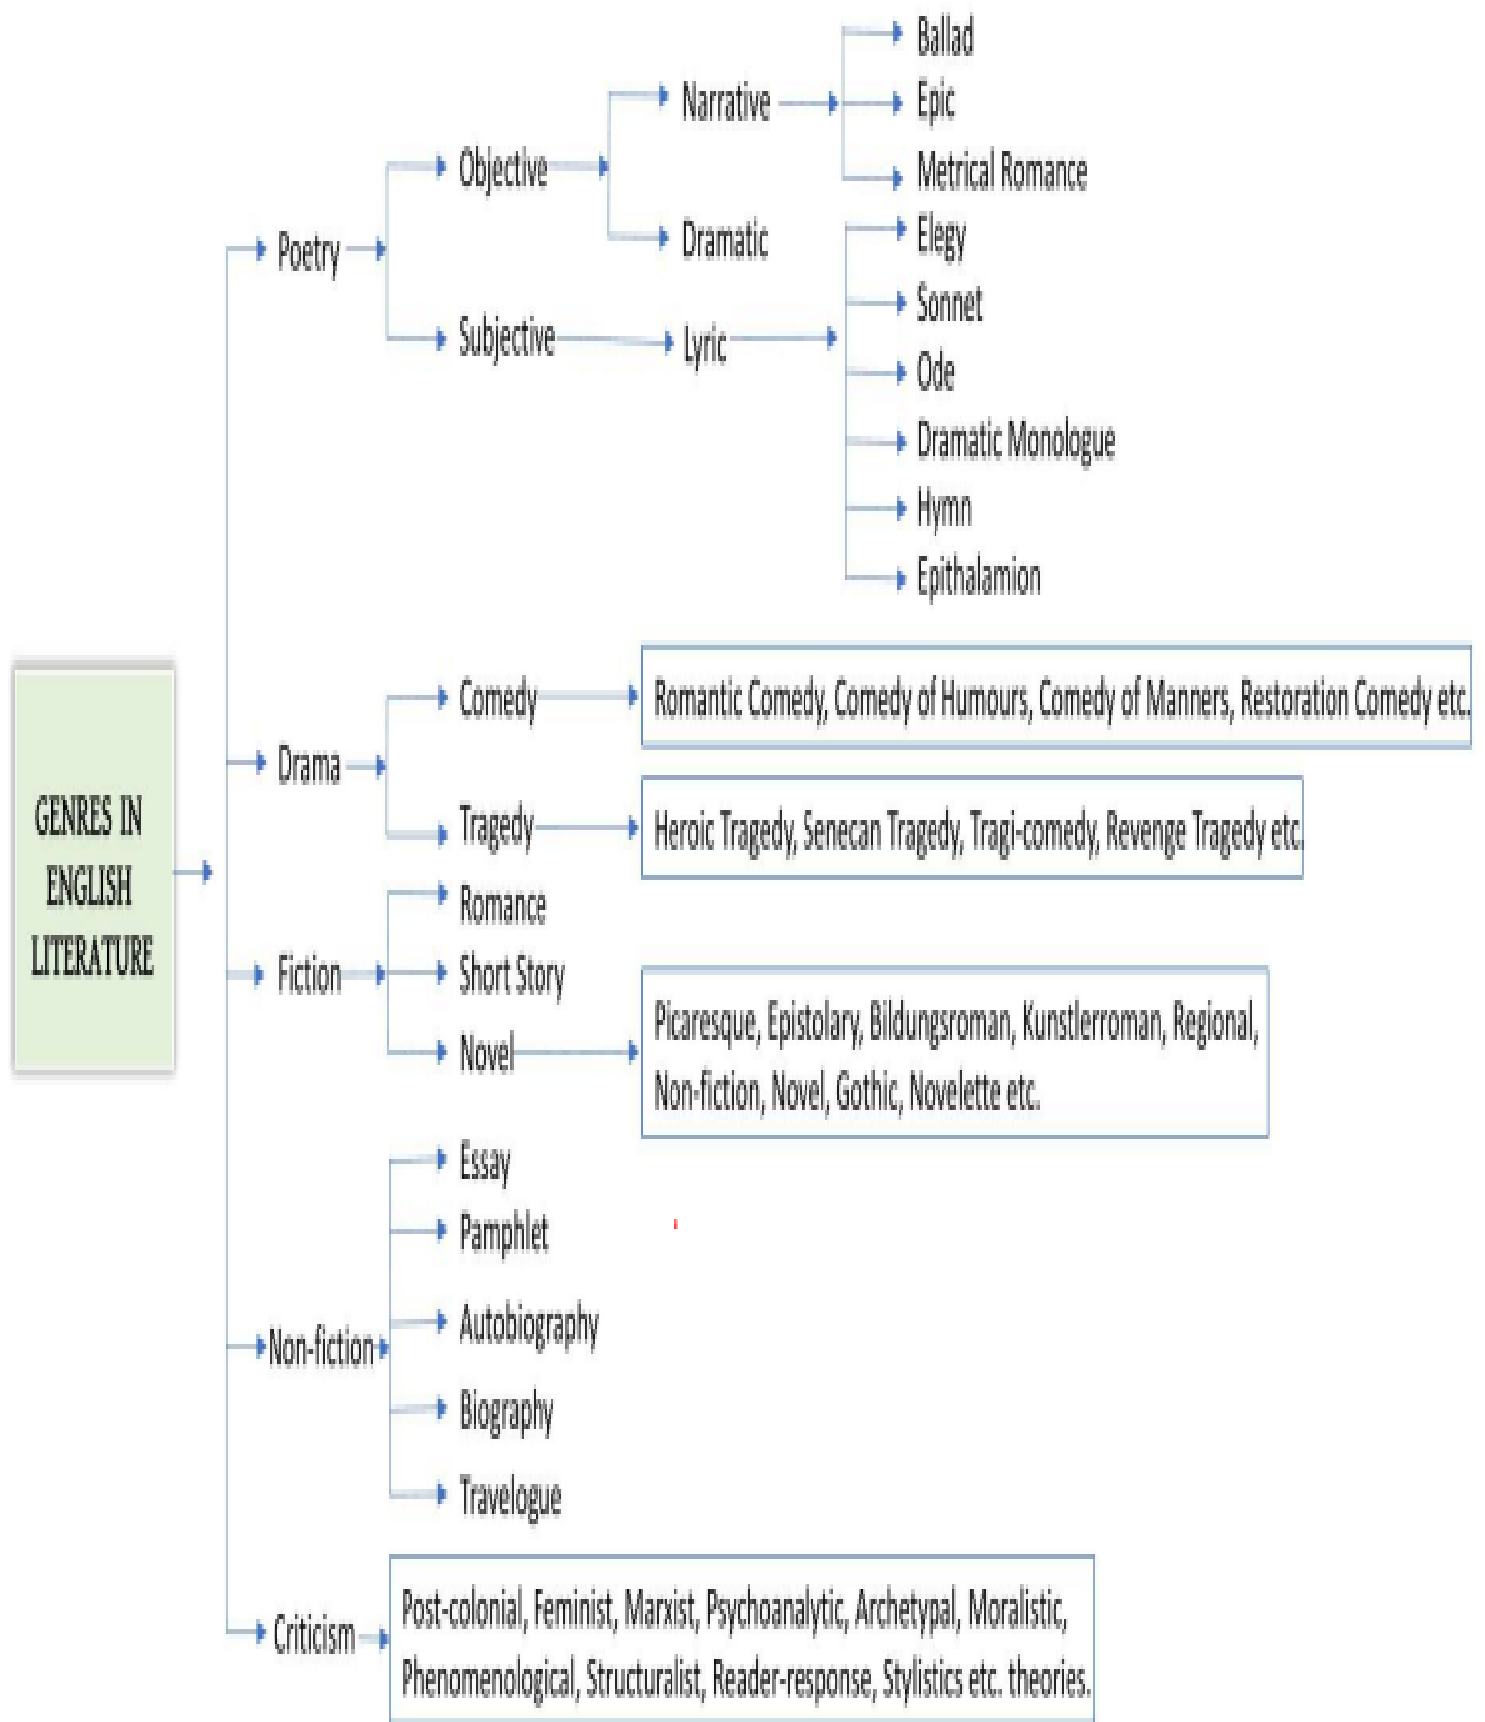 GENRES IN
ENGLISH
LITERATURE
Poetry
Objective
Narrative
Ballad
Epic
Metrical Romance
Dramatic
Subjective
Lyric
Elegy
Sonnet
Ode
Dramatic Monologue
Hymn
Epithalamion
Drama
Comedy
Romantic Comedy, Comedy of Humours, Comedy of Manners, Restoration Comedy etc.
Tragedy
Heroic Tragedy, Senecan Tragedy, Tragi-comedy, Revenge Tragedy etc.
Fiction
Romance
Short Story
Novel
Picaresque, Epistolary, Bildungsroman, Kunstlerroman, Regional,
Non-fiction, Novel, Gothic, Novelette etc.
Non-fiction
Essay
Pamphlet
Autobiography
Biography
Travelogue
Criticism
Post-colonial, Feminist, Marxist, Psychoanalytic, Archetypal, Moralistic,
Phenomenological, Structuralist, Reader-response, Stylistics etc. theories.